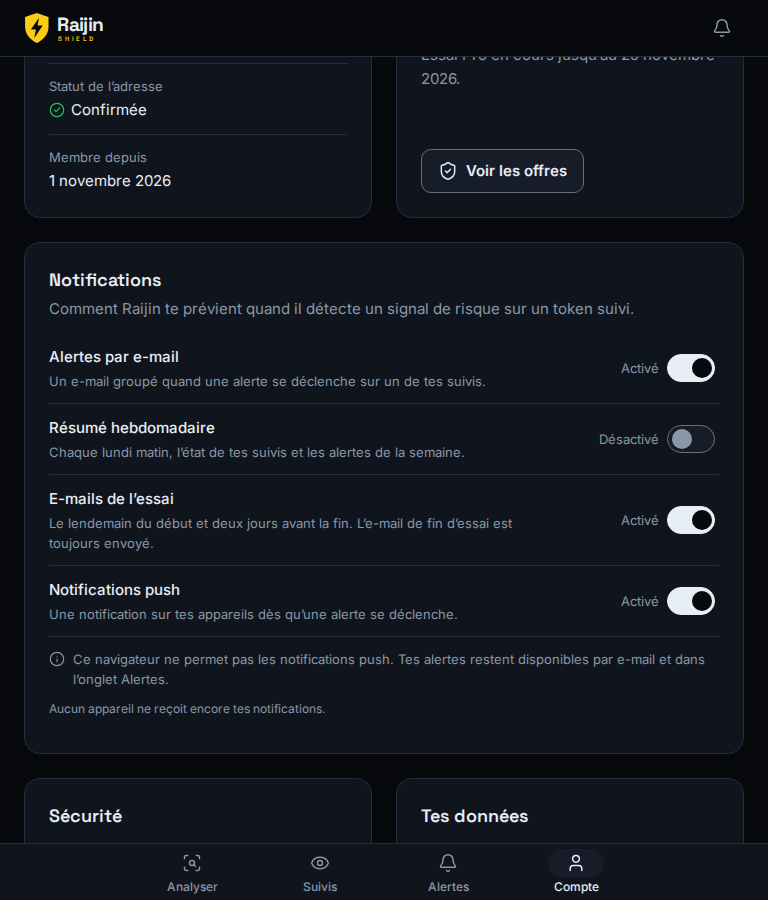 Raijin
SHIELD
Statut de l’adresse
Confirmée
Membre depuis
1 novembre 2026
2026.
Voir les offres
Notifications
Comment Raijin te prévient quand il détecte un signal de risque sur un token suivi.
Alertes par e-mail
Un e-mail groupé quand une alerte se déclenche sur un de tes suivis.
Activé
Résumé hebdomadaire
Chaque lundi matin, l’état de tes suivis et les alertes de la semaine.
Désactivé
E-mails de l’essai
Le lendemain du début et deux jours avant la fin. L’e-mail de fin d’essai est
toujours envoyé.
Activé
Notifications push
Une notification sur tes appareils dès qu’une alerte se déclenche.
Activé
Ce navigateur ne permet pas les notifications push. Tes alertes restent disponibles par e-mail et dans
l’onglet Alertes.
Aucun appareil ne reçoit encore tes notifications.
Sécurité
Tes données
Analyser
Suivis
Alertes
Compte